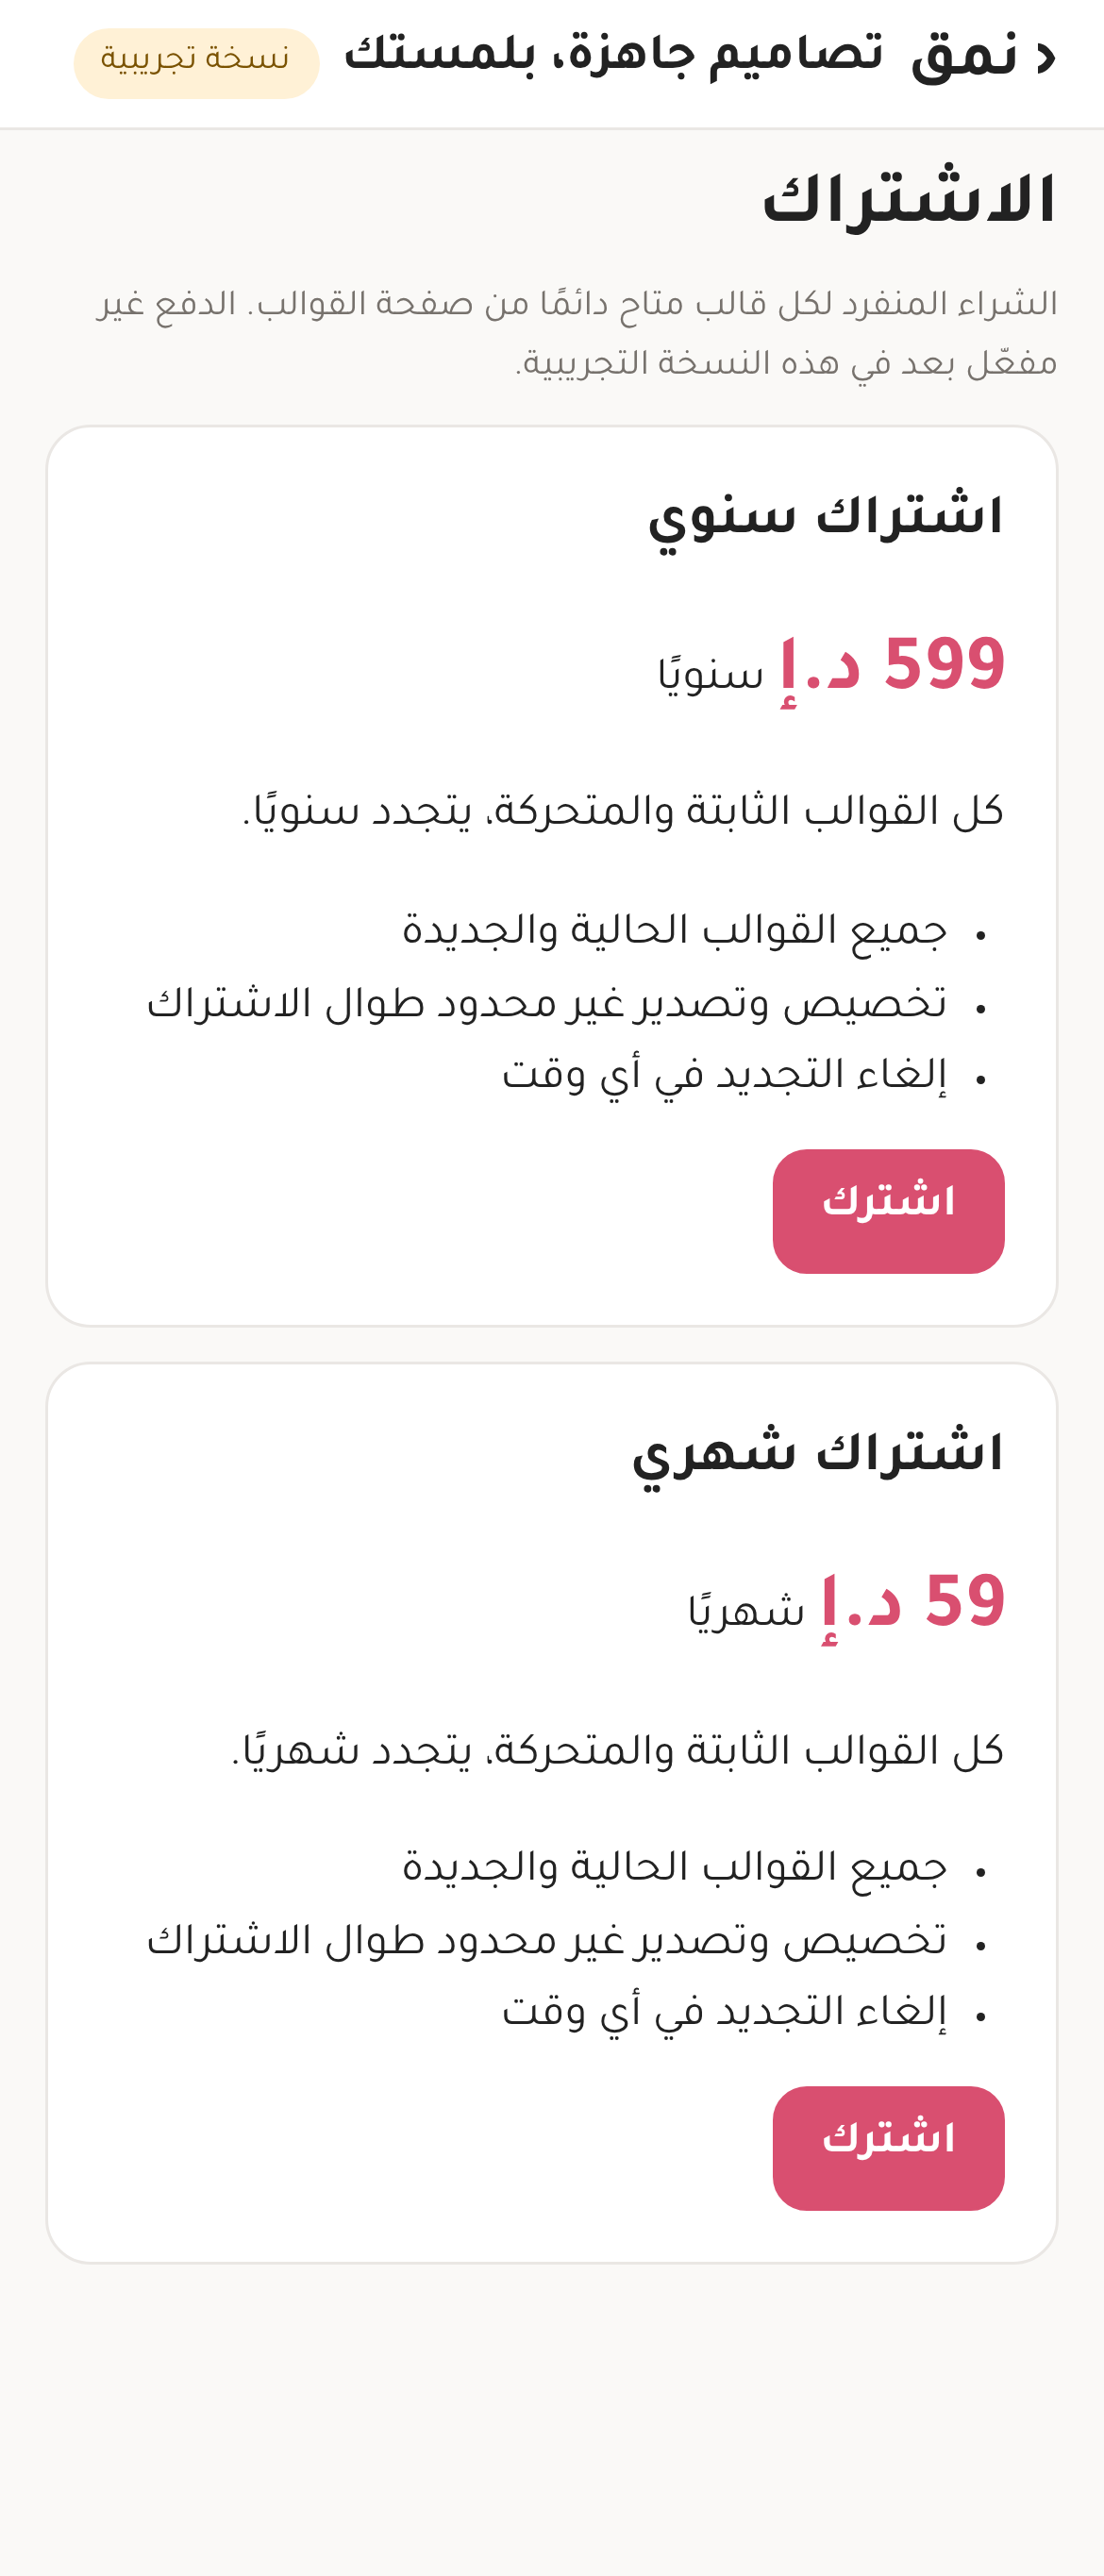 ‹ نمق تصاميم جاهزة، بلمستك نسخة تجريبية
الاشتراك
الشراء المنفرد لكل قالب متاح دائمًا من صفحة القوالب. الدفع غير
مفعّل بعد في هذه النسخة التجريبية.
اشتراك سنوي
599 د.إ سنويًا
كل القوالب الثابتة والمتحركة، يتجدد سنويًا.
• جميع القوالب الحالية والجديدة
• تخصيص وتصدير غير محدود طوال الاشتراك
• إلغاء التجديد في أي وقت
اشترك
اشتراك شهري
59 د.إ شهريًا
كل القوالب الثابتة والمتحركة، يتجدد شهريًا.
• جميع القوالب الحالية والجديدة
• تخصيص وتصدير غير محدود طوال الاشتراك
• إلغاء التجديد في أي وقت
اشترك